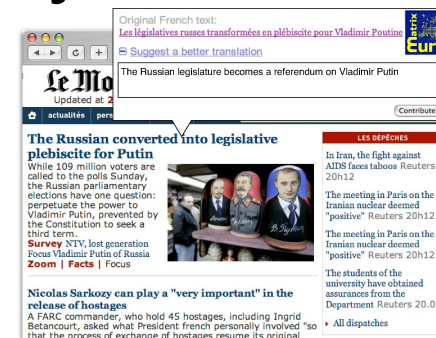 Original French text:
Les législatives russes transformées en plébiscite pour Vladimir Poutine
Suggest a better translation
The Russian legislature becomes a referendum on Vladimir Putin
Contribute
Matrix
Eur
Le Mo
Updated at 2
actualités pers
The Russian converted into legislative
plebiscite for Putin
While 109 million voters are
called to the polls Sunday,
the Russian parliamentary
elections have one question:
perpetuate the power to
Vladimir Putin, prevented by
the Constitution to seek a
third term.
Survey NTV, lost generation
Focus Vladimir Putin of Russia
Zoom | Facts | Focus
Nicolas Sarkozy can play a "very important" in the
release of hostages
A FARC commander, who hold 45 hostages, including Ingrid
Betancourt, asked what President french personally involved "so
that the process of exchange of hostages resume its original
LES DÉPÊCHES
In Iran, the fight against
AIDS faces taboos Reuters
20h12
The meeting in Paris on the
Iranian nuclear deemed
"positive" Reuters 20h12
The meeting in Paris on the
Iranian nuclear deemed
"positive" Reuters 20h12
The students of the
university have obtained
assurances from the
Department Reuters 20.0
All dispatches